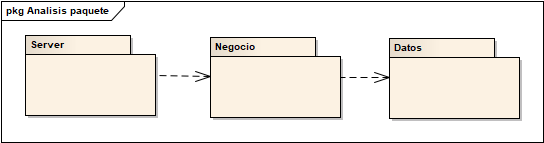 pkg Analisis paquete
Server
Negocio
Datos